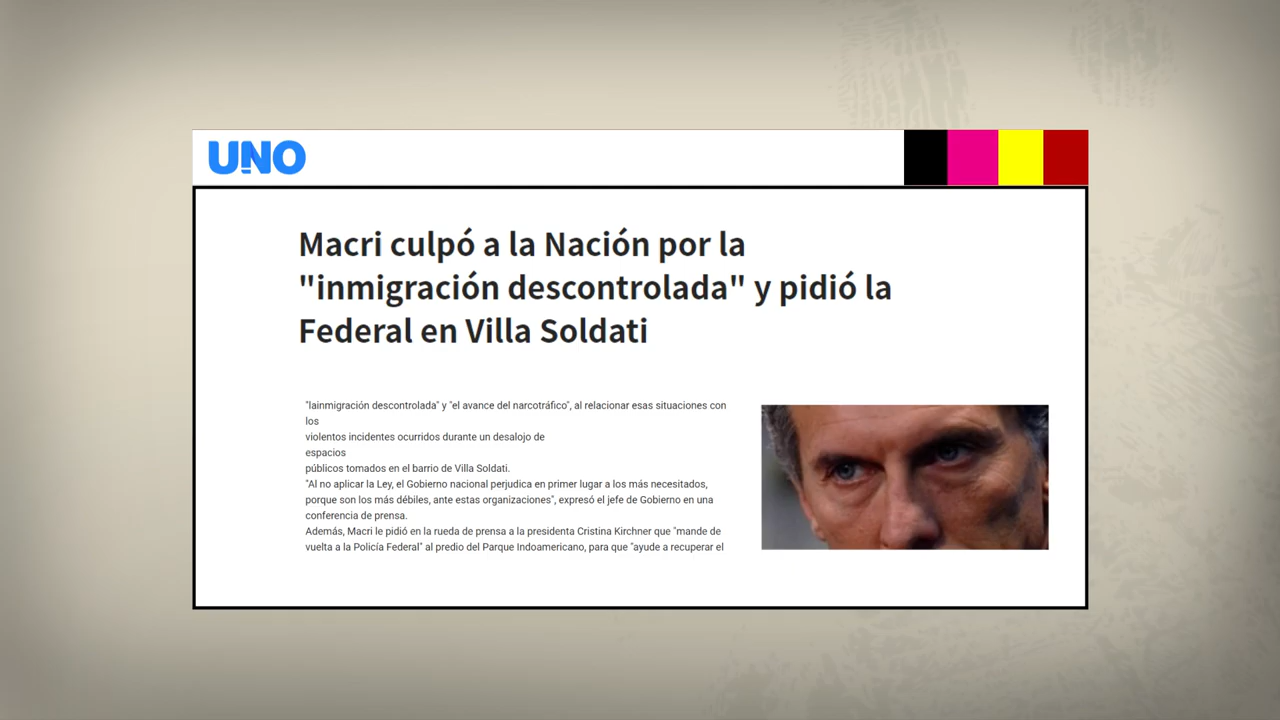 UNO
Macri culpó a la Nación por la
"inmigración descontrolada" y pidió la
Federal en Villa Soldati
"lainmigración descontrolada" y "el avance del narcotráfico", al relacionar esas situaciones con
los
violentos incidentes ocurridos durante un desalojo de
espacios
públicos tomados en el barrio de Villa Soldati.
"Al no aplicar la Ley, el Gobierno nacional perjudica en primer lugar a los más necesitados,
porque son los más débiles, ante estas organizaciones", expresó el jefe de Gobierno en una
conferencia de prensa.
Además, Macri le pidió en la rueda de prensa a la presidenta Cristina Kirchner que "mande de
vuelta a la Policía Federal" al predio del Parque Indoamericano, para que "ayude a recuperar el